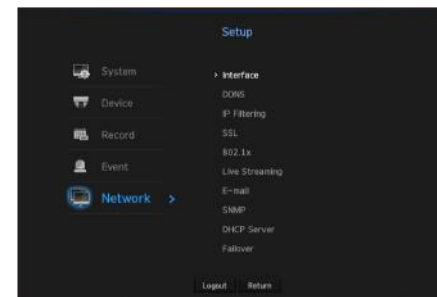 Setup
System
Device
Record
Event
Network >
› Interface
DDNS
IP Filtering
SSL
802.1x
Live Streaming
E-mail
SNMP
DHCP Server
Failover
Logout
Return